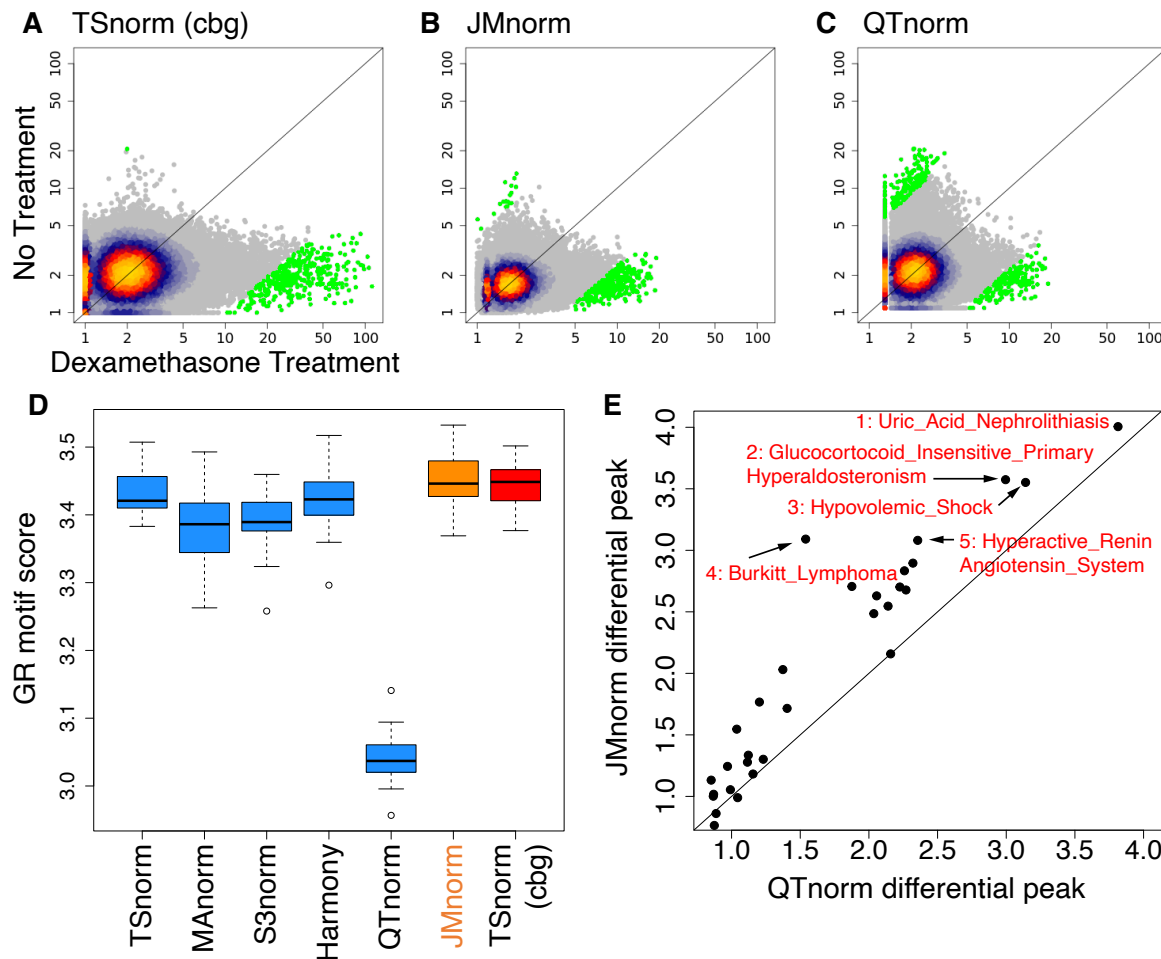 A TSnorm (cbg)
B JMnorm
C QTnorm
No Treatment
100
50
20
10
5
2
1
1 2 5 10 20 50 100
100
50
20
10
5
2
1
1 2 5 10 20 50 100
100
50
20
10
5
2
1
1 2 5 10 20 50 100
Dexamethasone Treatment
D
GR motif score
3.5
3.4
3.3
3.2
3.1
3.0
TSnorm
MAnorm
S3norm
Harmony
QTnorm
JMnorm
TSnorm
(cbg)
E
JMnorm differential peak
4.0
3.5
3.0
2.5
2.0
1.5
1.0
1: Uric_Acid_Nephrolithiasis
2: Glucocortocoid_Insensitive_Primary
Hyperaldosteronism
3: Hypovolemic_Shock
4: Burkitt_Lymphoma
5: Hyperactive_Renin
Angiotensin_System
1.0 1.5 2.0 2.5 3.0 3.5 4.0
QTnorm differential peak